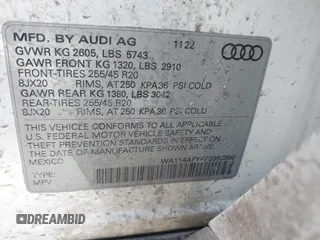 MFD. BY AUDI AG 11 22
GVWR KG 2605, LBS 5743
GAWR FRONT KG 1320, LBS 2910
FRONT-TIRES 255/45 R20
8JX20 RIMS, AT 250 KPA36 PSI COLD
GAWR REAR KG 1380, LBS 3042
REAR-TIRES 255/45 R20
8JX20 RIMS, AT 250 KPA36 PSI COLD
THIS VEHICLE CONFORMS TO ALL APPLICABLE
U.S. FEDERAL MOTOR VEHICLE SAFETY AND
THEFT PREVENTION STANDARDS IN EFFECT ON
THE DATE OF MANUFACTURE SHOWN ABOVE.
MEXICO
TYPE:
MPV
DREAMBID